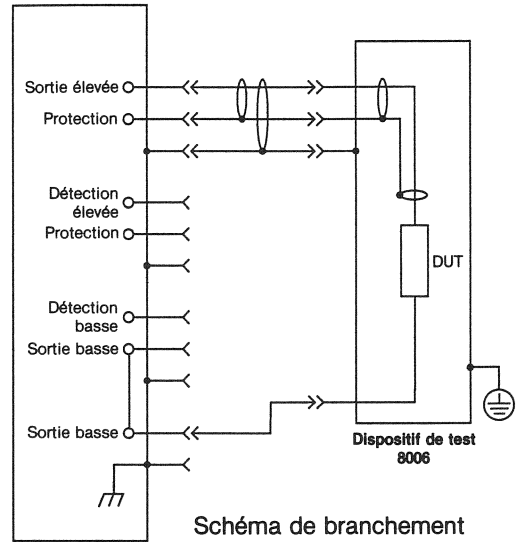 Sortie élevée
Protection
Détection
élevée
Protection
Détection
basse
Sortie basse
Sortie basse
DUT
Dispositif de test
8006
Schéma de branchement